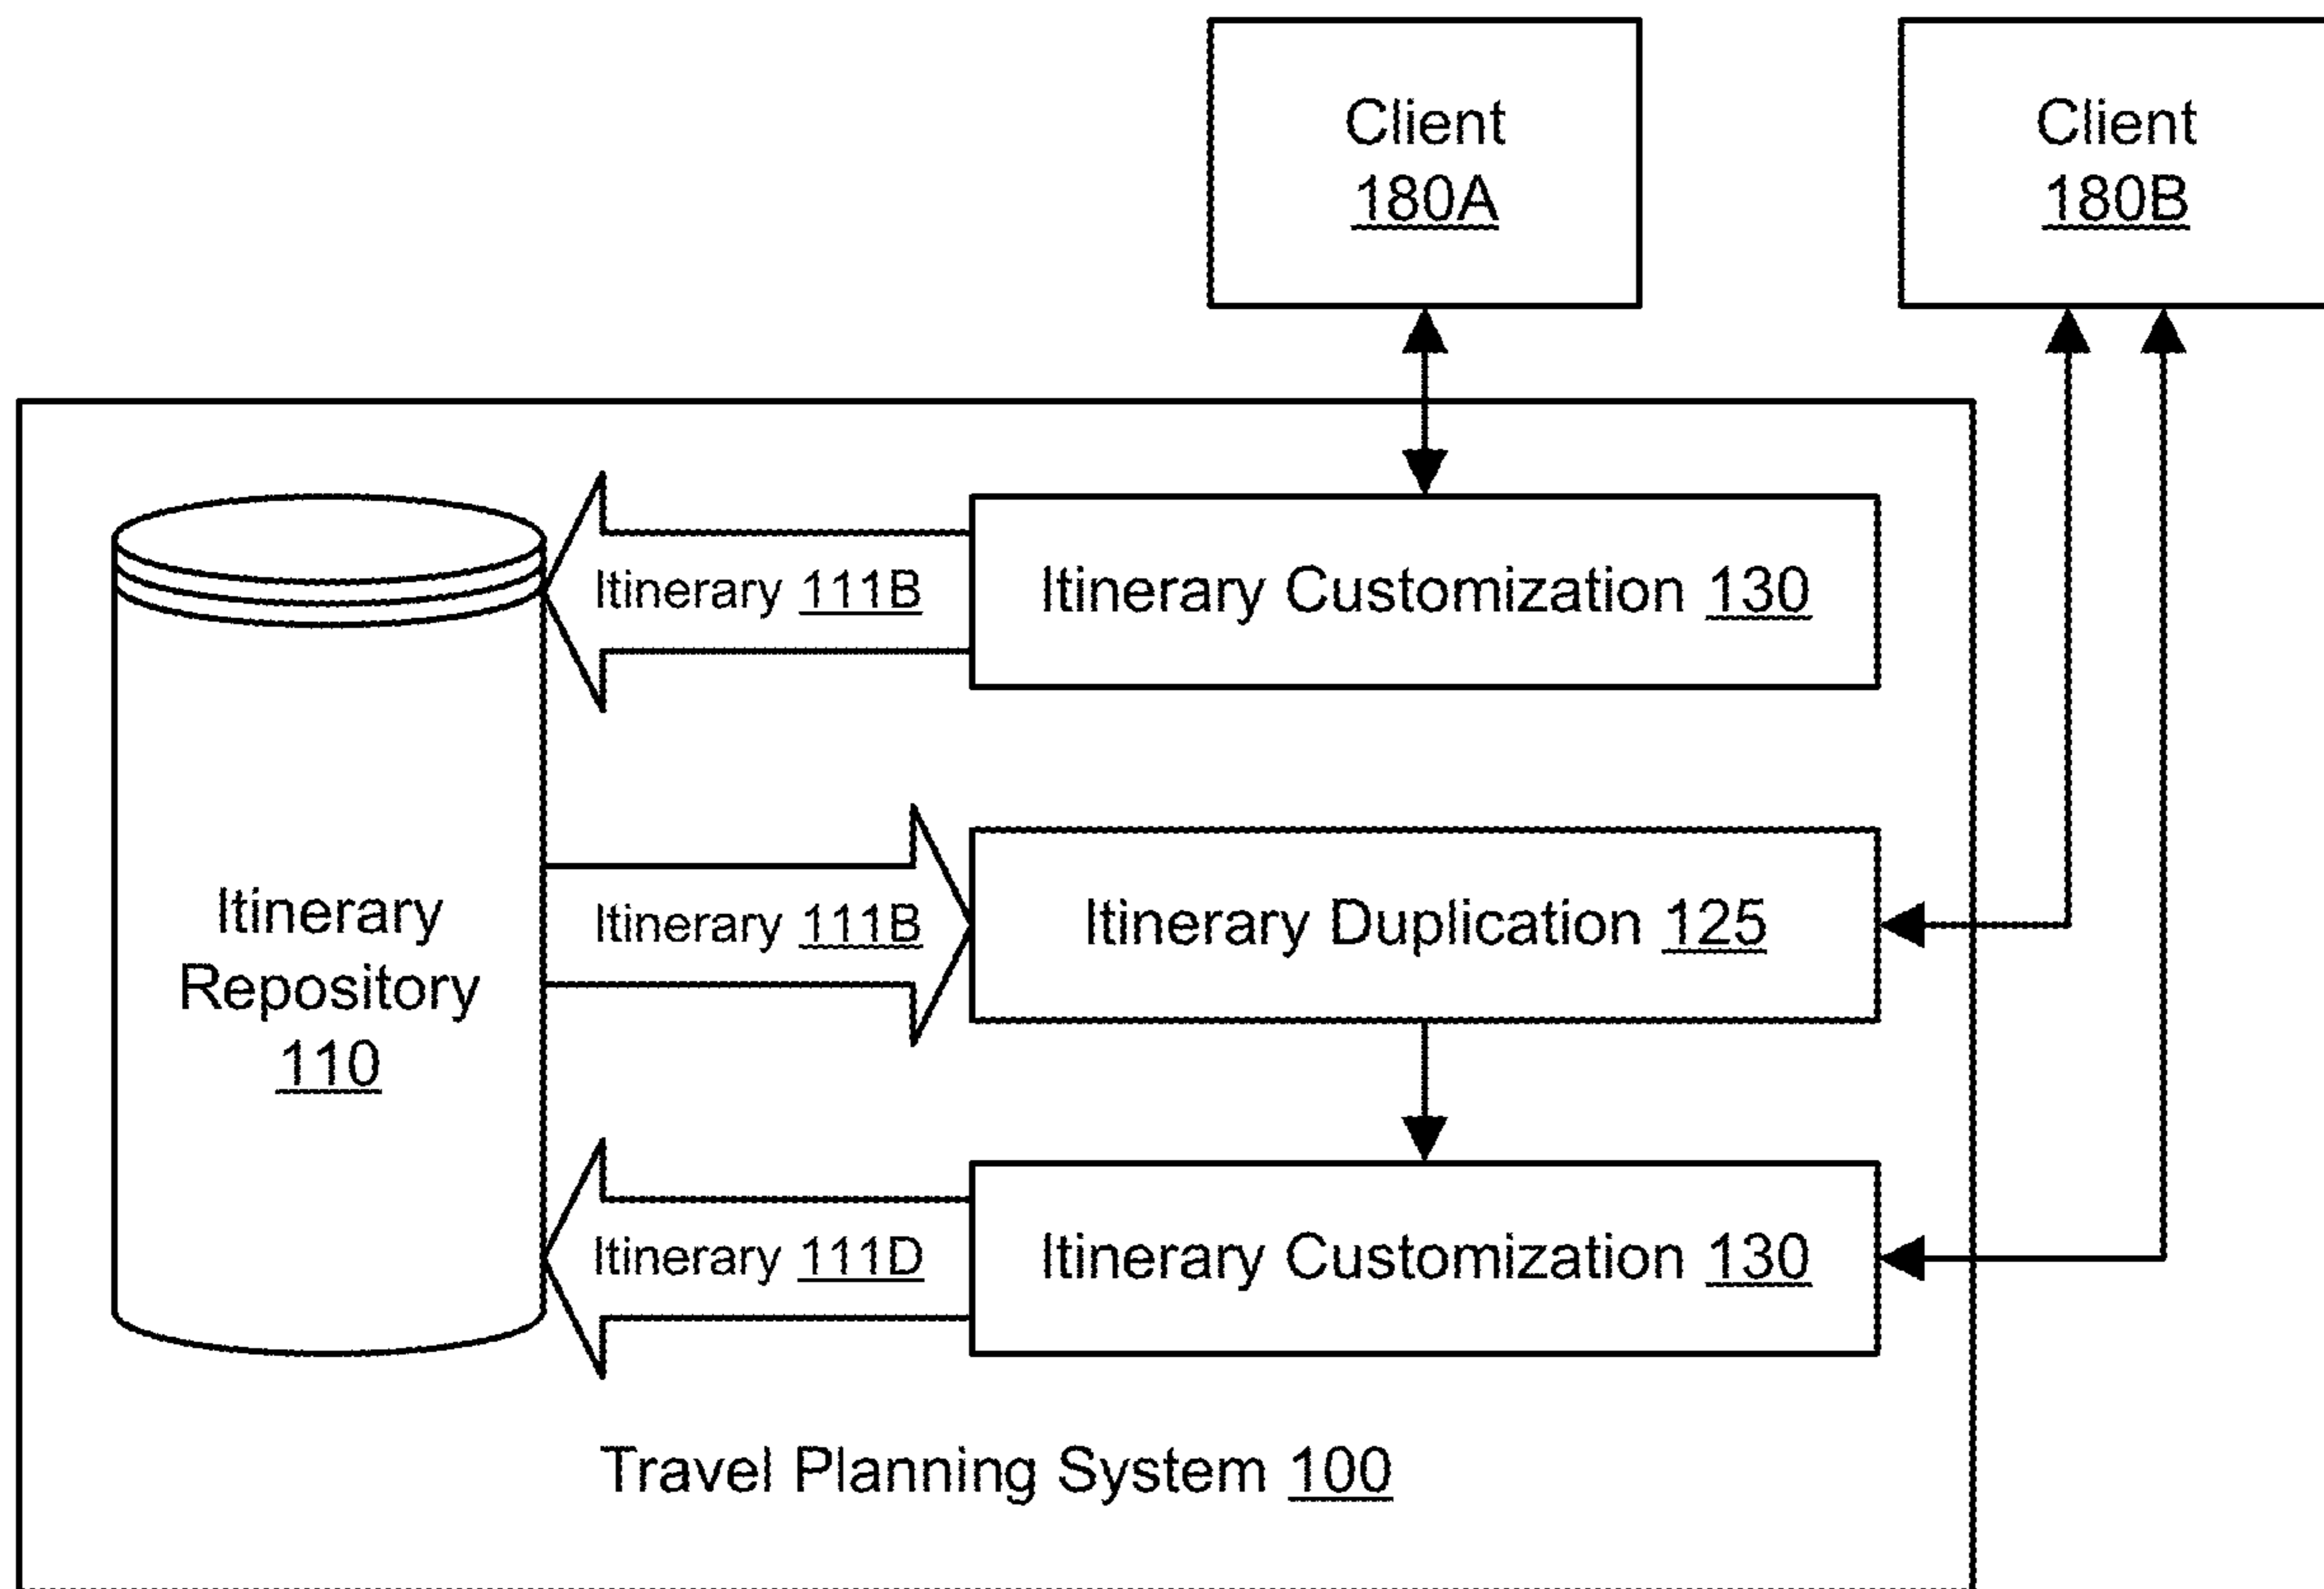 Client
180A
Client
180B
Itinerary 111B
Itinerary Customization 130
Itinerary
Repository
110
Itinerary 111B
Itinerary Duplication 125
Itinerary 111D
Itinerary Customization 130
Travel Planning System 100